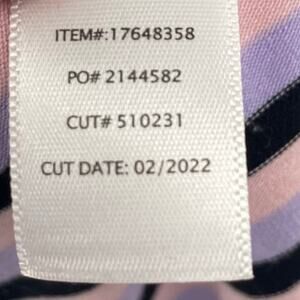 ITEM#:17648358
PO# 2144582
CUT# 510231
CUT DATE: 02/2022